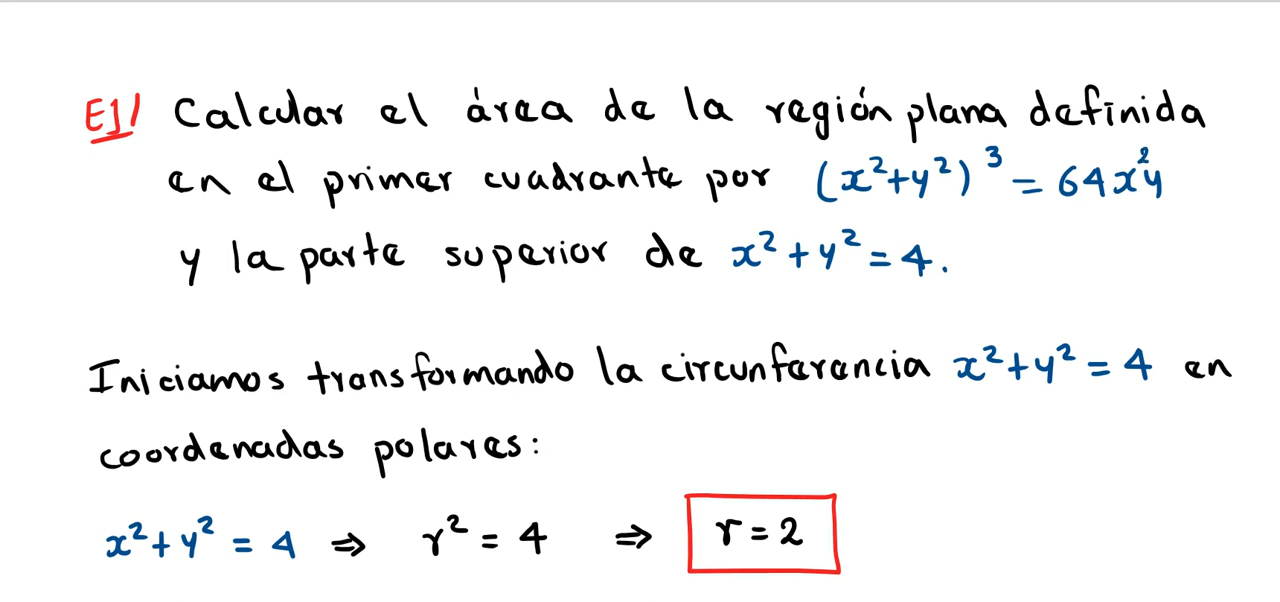 EJ/ Calcular el área de la región plana definida
en el primer cuadrante por (x²+y²)³ = 64x²y
y la parte superior de x²+y²=4.
Iniciamos transformando la circunferencia x²+y²=4 en
coordenadas polares:
x²+y²=4 ⇒ r²=4 ⇒ r=2